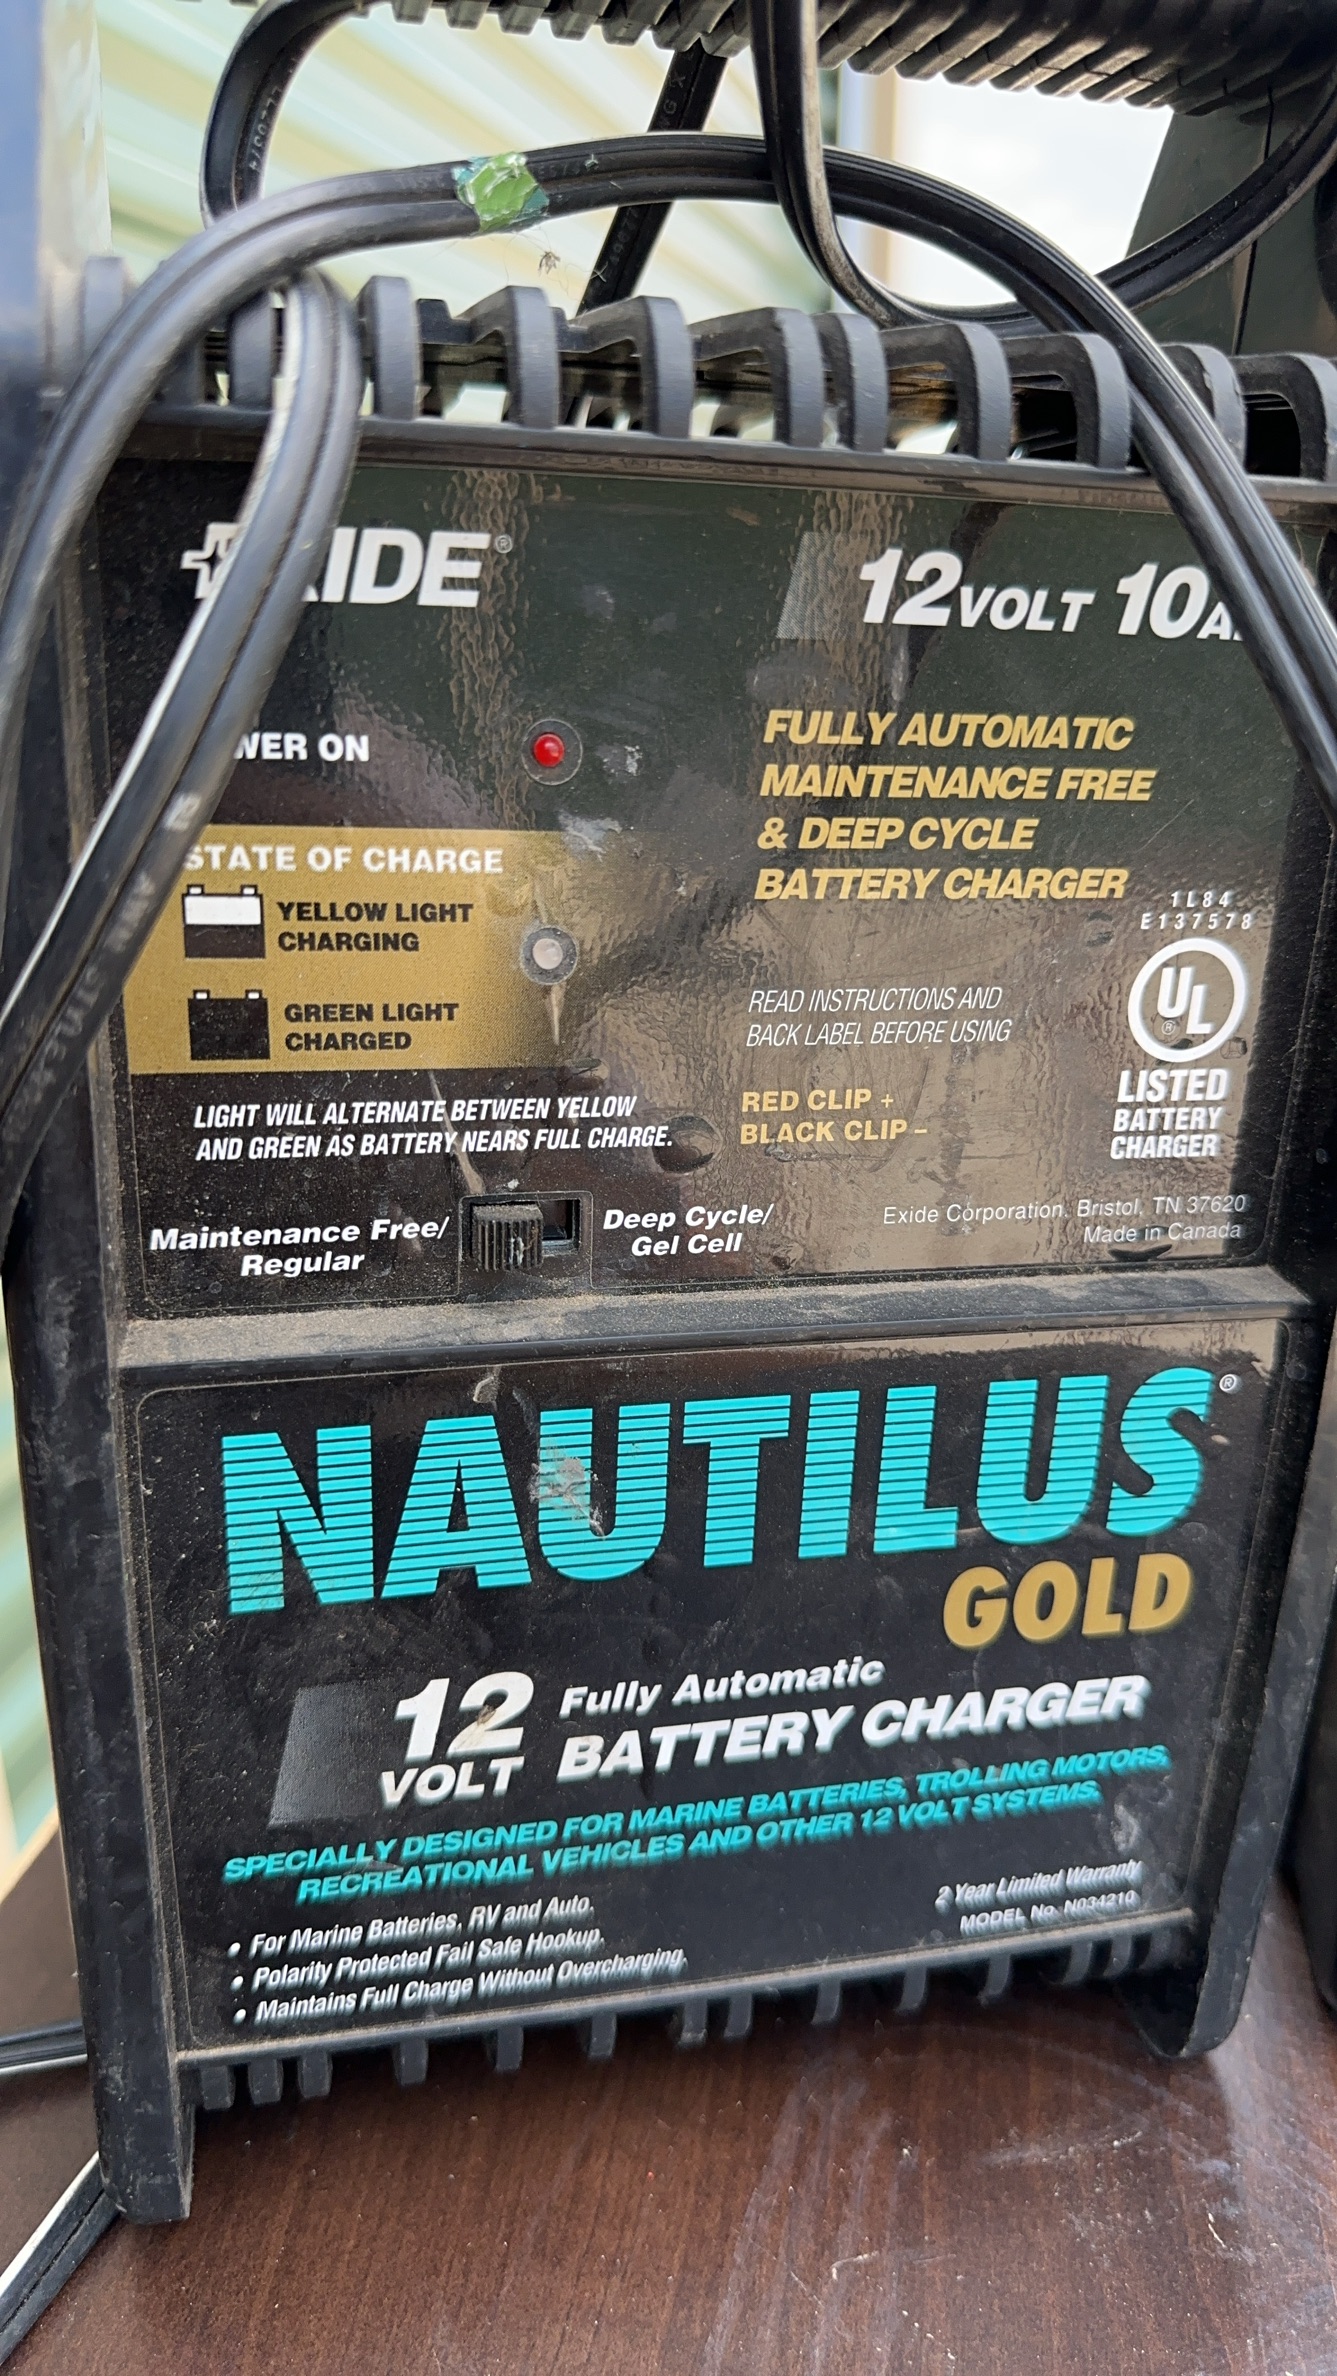 EXIDE®
12 VOLT 10A
POWER ON
FULLY AUTOMATIC
MAINTENANCE FREE
& DEEP CYCLE
BATTERY CHARGER
STATE OF CHARGE
YELLOW LIGHT
CHARGING
GREEN LIGHT
CHARGED
1L84
E137578
UL®
LISTED
BATTERY
CHARGER
READ INSTRUCTIONS AND
BACK LABEL BEFORE USING
RED CLIP +
BLACK CLIP –
LIGHT WILL ALTERNATE BETWEEN YELLOW
AND GREEN AS BATTERY NEARS FULL CHARGE.
Maintenance Free/
Regular
Deep Cycle/
Gel Cell
Exide Corporation. Bristol, TN 37620
Made in Canada
NAUTILUS®
GOLD
12
VOLT
Fully Automatic
BATTERY CHARGER
SPECIALLY DESIGNED FOR MARINE BATTERIES, TROLLING MOTORS,
RECREATIONAL VEHICLES AND OTHER 12 VOLT SYSTEMS.
• For Marine Batteries, RV and Auto.
• Polarity Protected Fail Safe Hookup.
• Maintains Full Charge Without Overcharging.
2 Year Limited Warranty
MODEL No. N034210